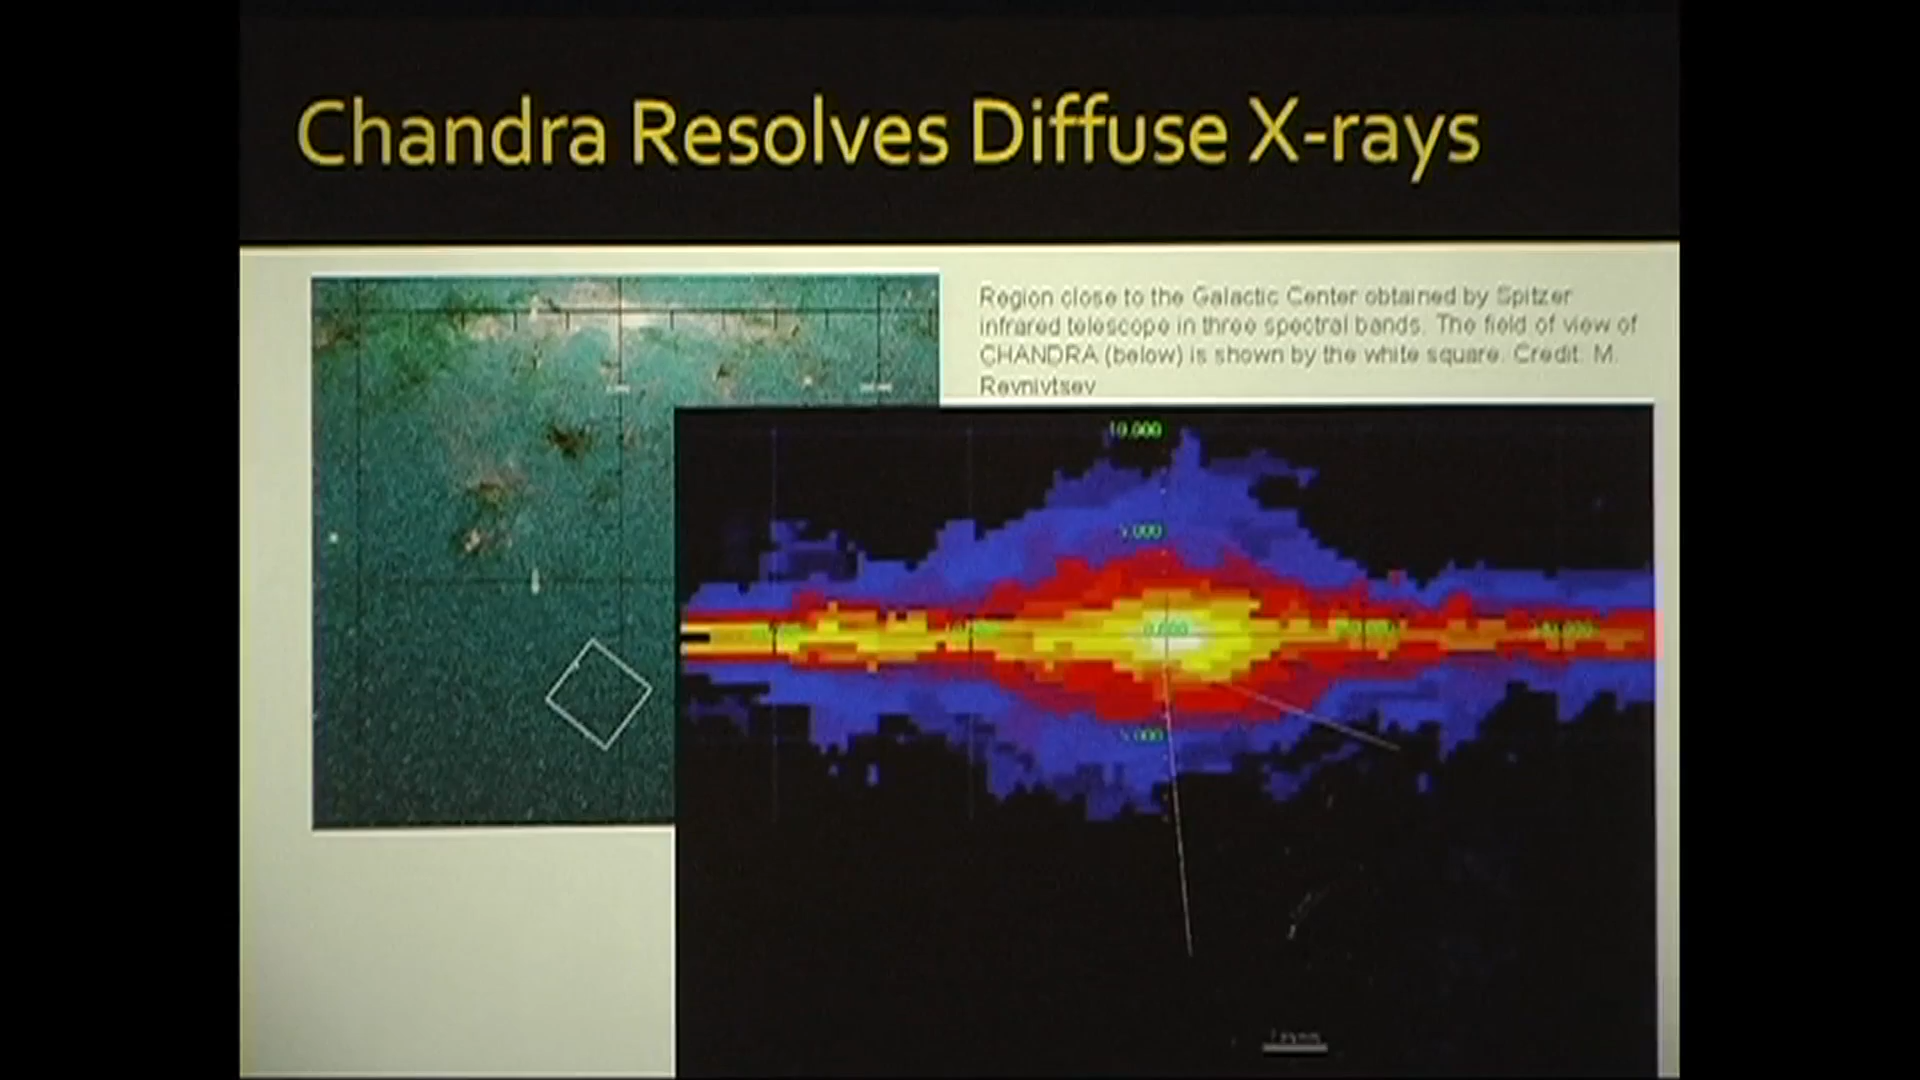 Chandra Resolves Diffuse X-rays
Region close to the Galactic Center obtained by Spitzer
infrared telescope in three spectral bands. The field of view of
CHANDRA (below) is shown by the white square. Credit: M.
Revnivtsev
10.000
5.000
0.000
5.000